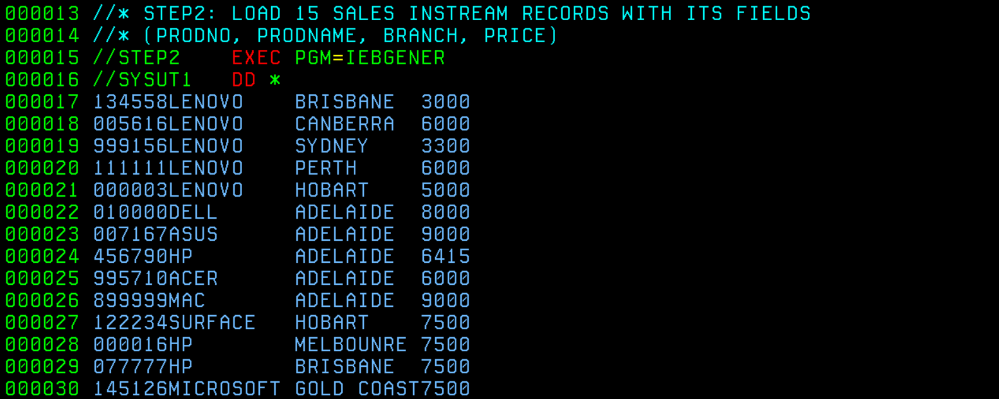 000013 //* STEP2: LOAD 15 SALES INSTREAM RECORDS WITH ITS FIELDS
000014 //* (PRODNO, PRODNAME, BRANCH, PRICE)
000015 //STEP2    EXEC PGM=IEBGENER
000016 //SYSUT1   DD *
000017 134558LENOVO    BRISBANE  3000
000018 005616LENOVO    CANBERRA  6000
000019 999156LENOVO    SYDNEY    3300
000020 111111LENOVO    PERTH     6000
000021 000003LENOVO    HOBART    5000
000022 010000DELL      ADELAIDE  8000
000023 007167ASUS      ADELAIDE  9000
000024 456790HP        ADELAIDE  6415
000025 995710ACER      ADELAIDE  6000
000026 899999MAC       ADELAIDE  9000
000027 122234SURFACE   HOBART    7500
000028 000016HP        MELBOUNRE 7500
000029 077777HP        BRISBANE  7500
000030 145126MICROSOFT GOLD COAST7500